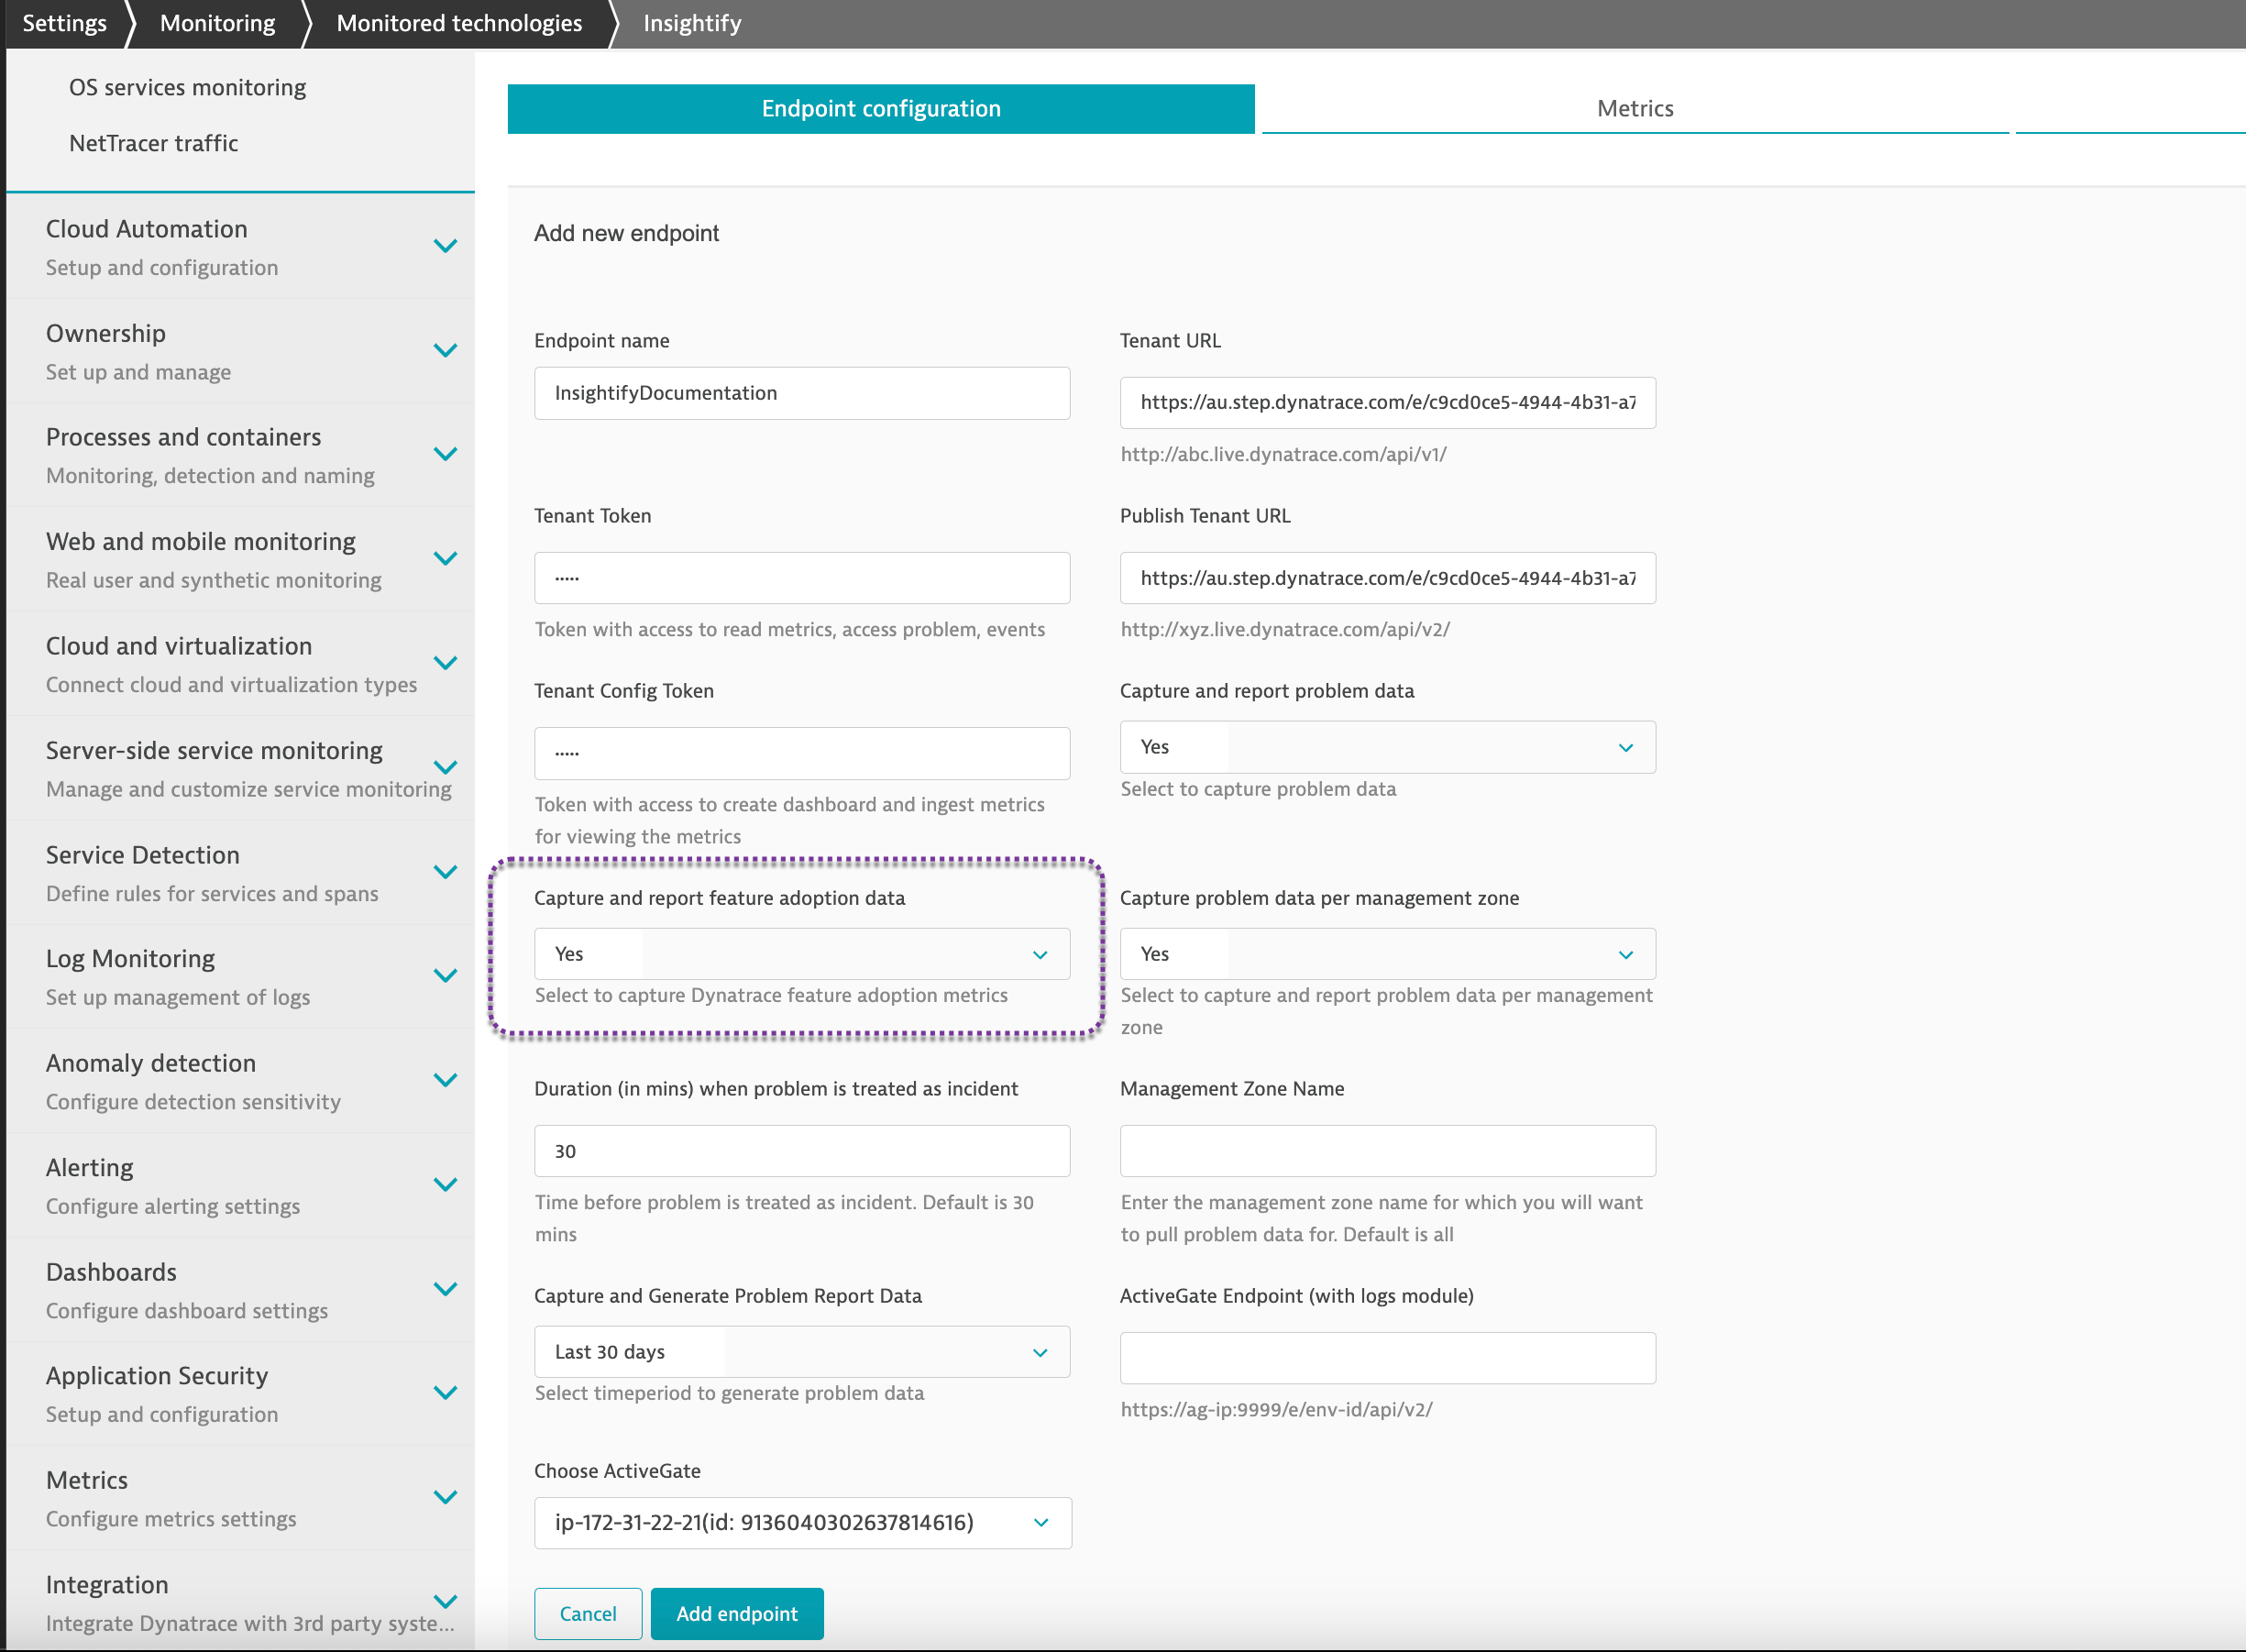 Settings
Monitoring
Monitored technologies
Insightify
OS services monitoring
NetTracer traffic
Cloud Automation
Setup and configuration
Ownership
Set up and manage
Processes and containers
Monitoring, detection and naming
Web and mobile monitoring
Real user and synthetic monitoring
Cloud and virtualization
Connect cloud and virtualization types
Server-side service monitoring
Manage and customize service monitoring
Service Detection
Define rules for services and spans
Log Monitoring
Set up management of logs
Anomaly detection
Configure detection sensitivity
Alerting
Configure alerting settings
Dashboards
Configure dashboard settings
Application Security
Setup and configuration
Metrics
Configure metrics settings
Integration
Integrate Dynatrace with 3rd party syste...
Endpoint configuration
Metrics
Add new endpoint
Endpoint name
InsightifyDocumentation
Tenant URL
https://au.step.dynatrace.com/e/c9cd0ce5-4944-4b31-a7
http://abc.live.dynatrace.com/api/v1/
Tenant Token
•••••
Token with access to read metrics, access problem, events
Publish Tenant URL
https://au.step.dynatrace.com/e/c9cd0ce5-4944-4b31-a7
http://xyz.live.dynatrace.com/api/v2/
Tenant Config Token
•••••
Token with access to create dashboard and ingest metrics
for viewing the metrics
Capture and report problem data
Yes
Select to capture problem data
Capture and report feature adoption data
Yes
Select to capture Dynatrace feature adoption metrics
Capture problem data per management zone
Yes
Select to capture and report problem data per management
zone
Duration (in mins) when problem is treated as incident
30
Time before problem is treated as incident. Default is 30
mins
Management Zone Name
Enter the management zone name for which you will want
to pull problem data for. Default is all
Capture and Generate Problem Report Data
Last 30 days
Select timeperiod to generate problem data
ActiveGate Endpoint (with logs module)
https://ag-ip:9999/e/env-id/api/v2/
Choose ActiveGate
ip-172-31-22-21(id: 9136040302637814616)
Cancel
Add endpoint